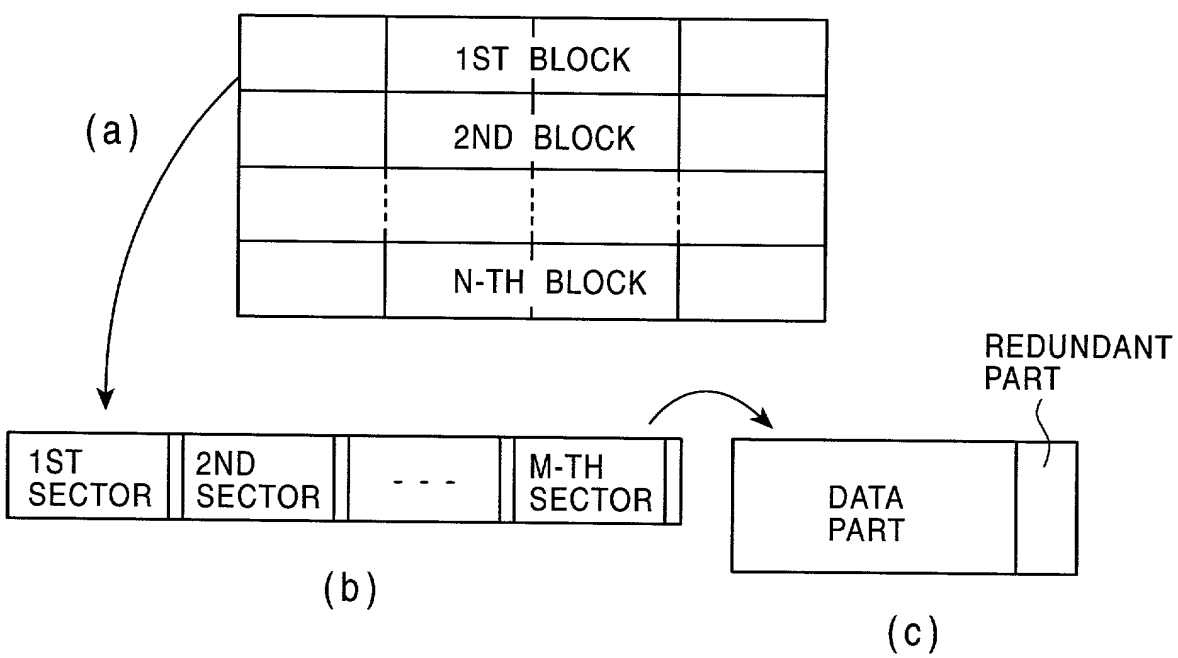 1ST BLOCK
(a)
2ND BLOCK
N-TH BLOCK
REDUNDANT
PART
1ST
SECTOR
2ND
SECTOR
- - -
M-TH
SECTOR
DATA
PART
(b)
(c)